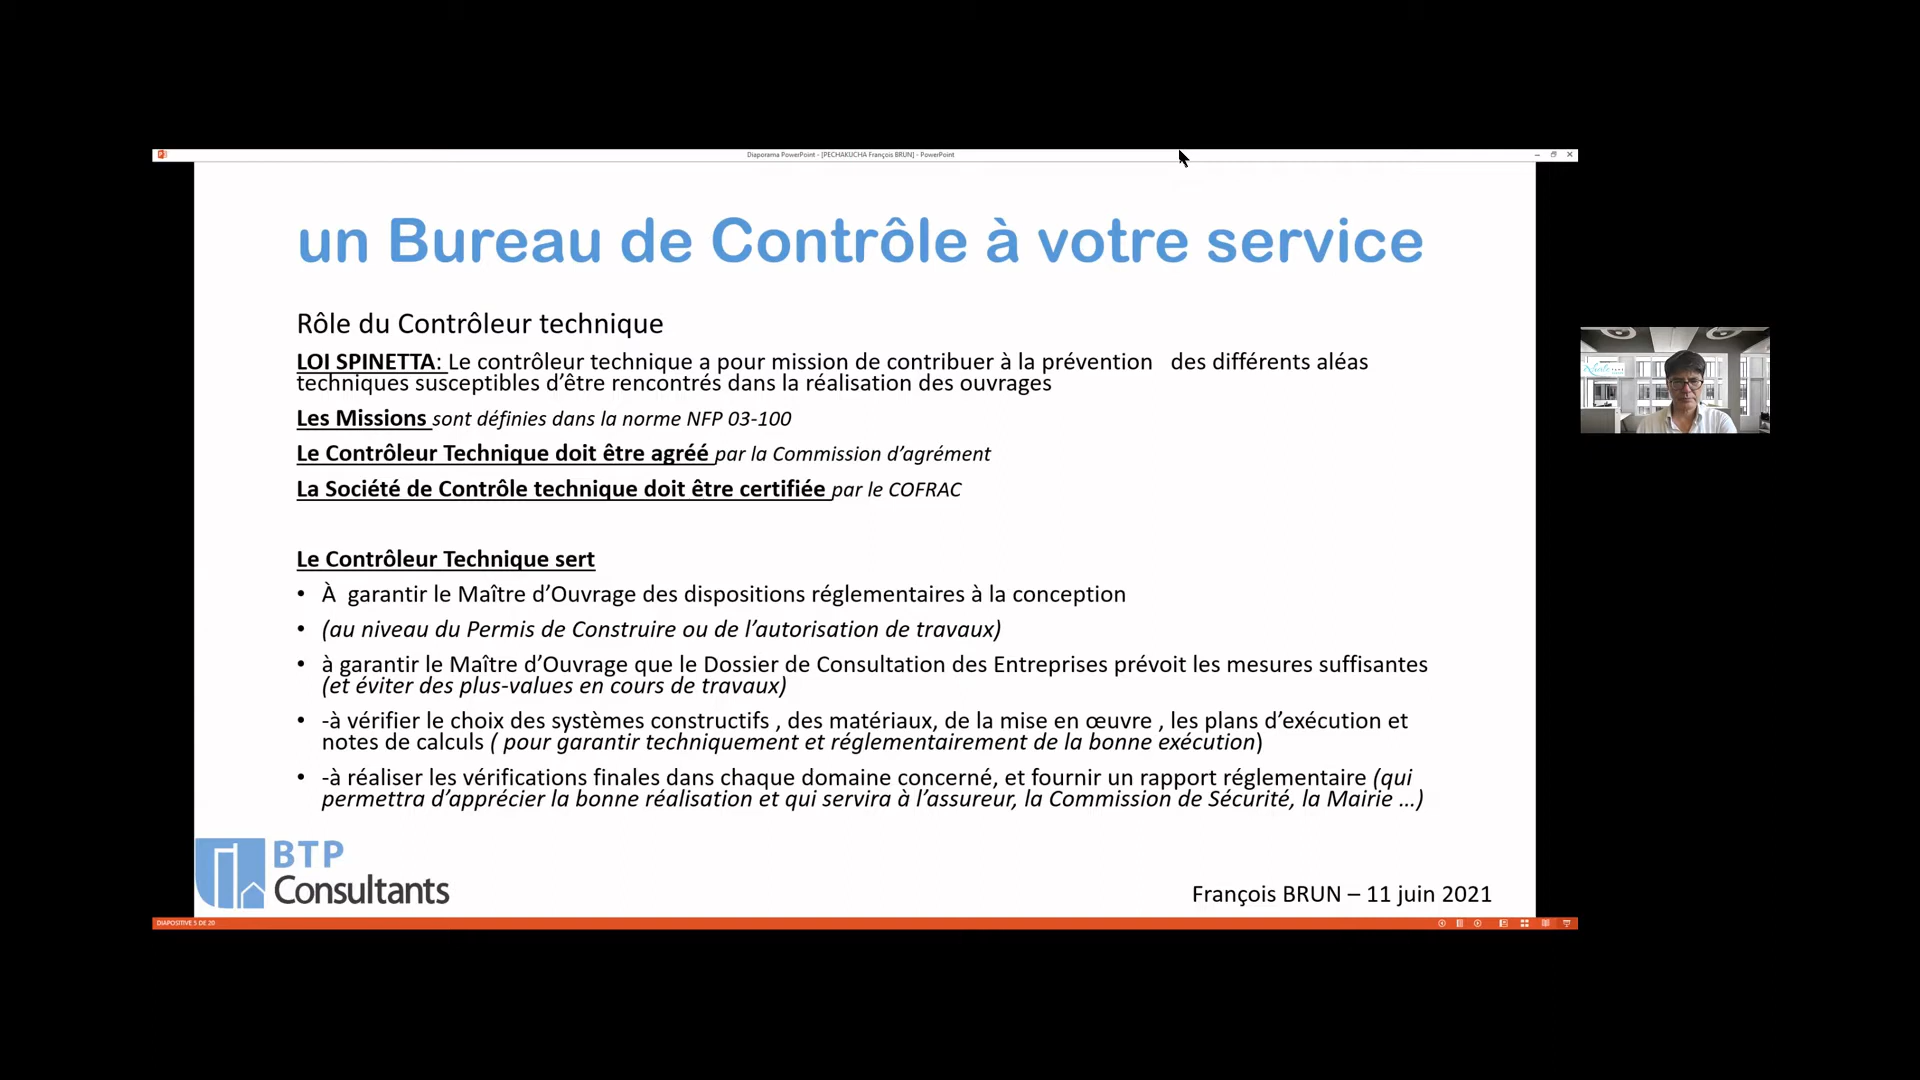 Diaporama PowerPoint - [PECHAKUCHA François BRUN] - PowerPoint
un Bureau de Contrôle à votre service
Rôle du Contrôleur technique
LOI SPINETTA: Le contrôleur technique a pour mission de contribuer à la prévention des différents aléas
techniques susceptibles d’être rencontrés dans la réalisation des ouvrages
Les Missions sont définies dans la norme NFP 03-100
Le Contrôleur Technique doit être agréé par la Commission d’agrément
La Société de Contrôle technique doit être certifiée par le COFRAC
Le Contrôleur Technique sert
• À garantir le Maître d’Ouvrage des dispositions réglementaires à la conception
• (au niveau du Permis de Construire ou de l’autorisation de travaux)
• à garantir le Maître d’Ouvrage que le Dossier de Consultation des Entreprises prévoit les mesures suffisantes
(et éviter des plus-values en cours de travaux)
• -à vérifier le choix des systèmes constructifs , des matériaux, de la mise en œuvre , les plans d’exécution et
notes de calculs ( pour garantir techniquement et réglementairement de la bonne exécution)
• -à réaliser les vérifications finales dans chaque domaine concerné, et fournir un rapport réglementaire (qui
permettra d’apprécier la bonne réalisation et qui servira à l’assureur, la Commission de Sécurité, la Mairie …)
BTP
Consultants
François BRUN – 11 juin 2021
DIAPOSITIVE 5 DE 20